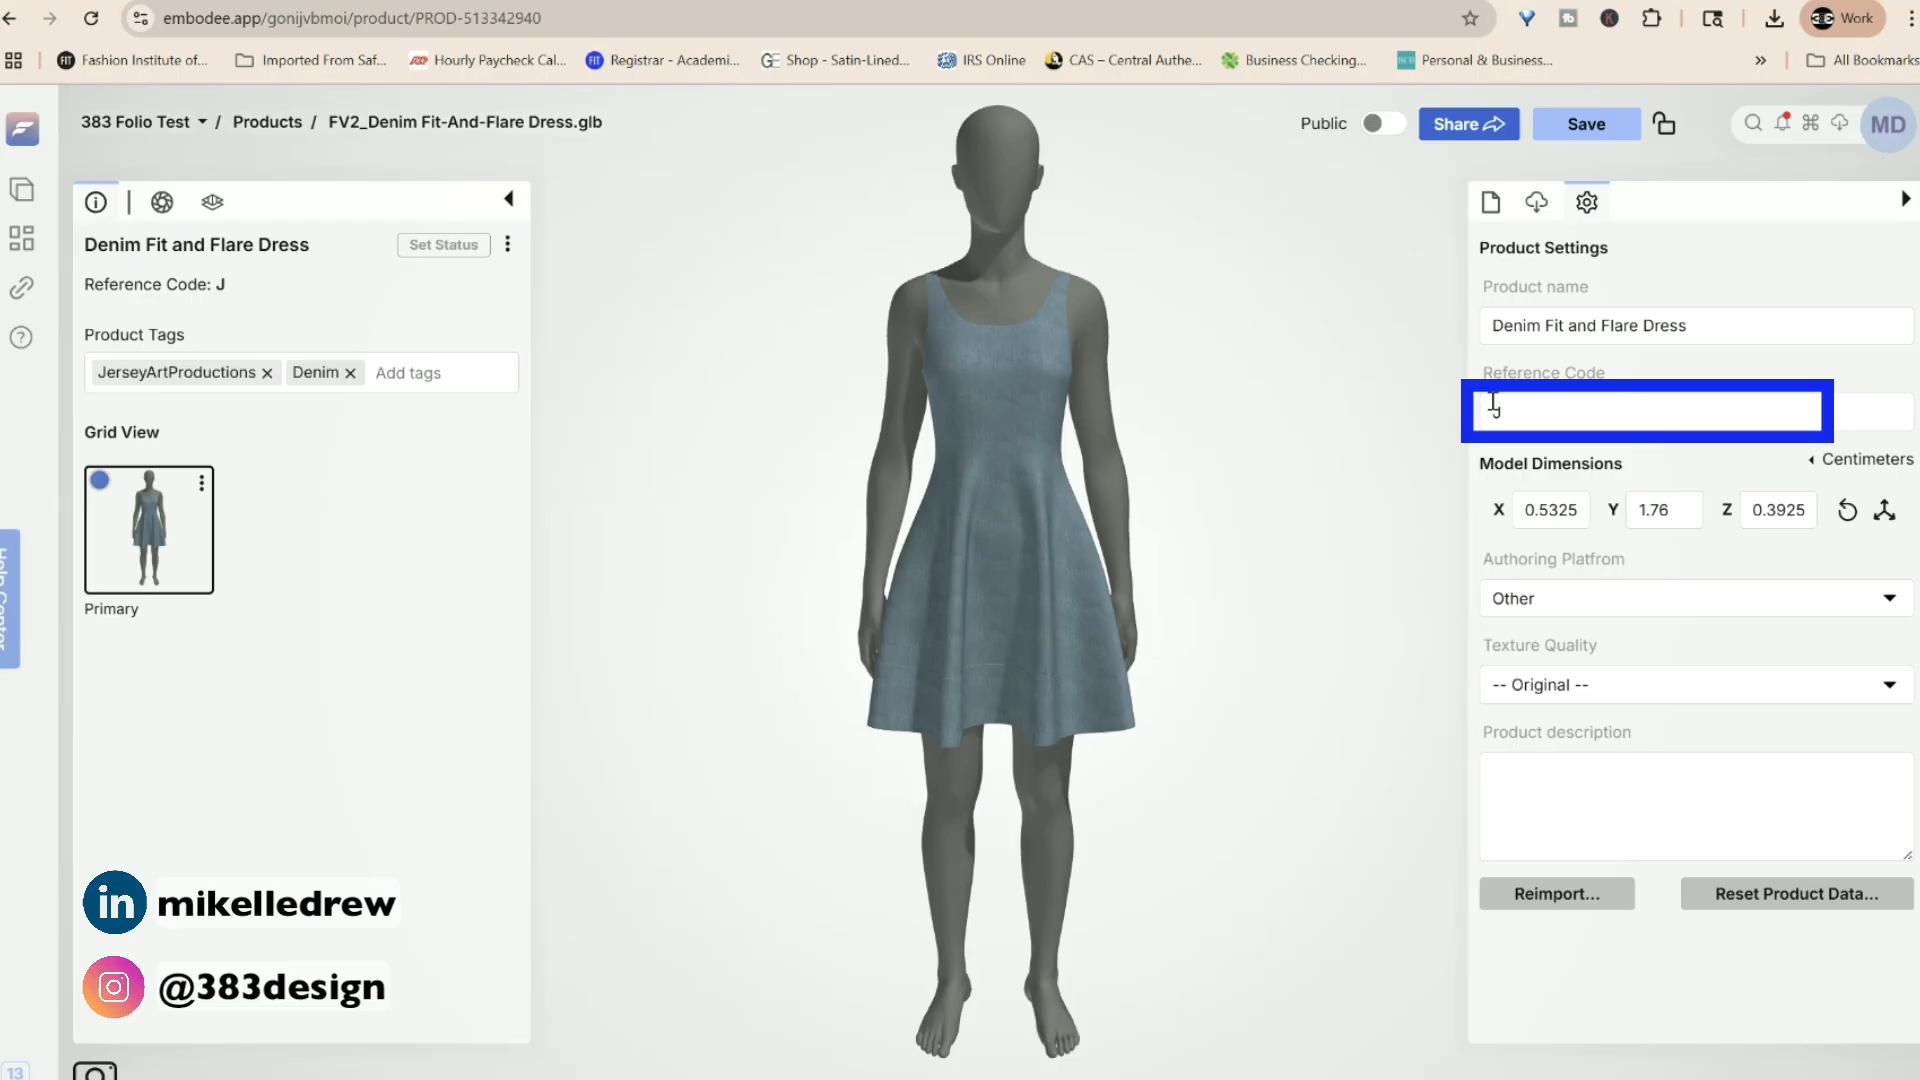 embodee.app/gonijvbmoi/product/PROD-513342940
Work
Fashion Institute of...
Imported From Saf...
Hourly Paycheck Cal...
Registrar - Academi...
Shop - Satin-Lined...
IRS Online
CAS – Central Authe...
Business Checking...
Personal & Business...
» All Bookmarks
383 Folio Test / Products / FV2_Denim Fit-And-Flare Dress.glb
Public
Share
Save
MD
Denim Fit and Flare Dress
Set Status
Reference Code: J
Product Tags
JerseyArtProductions × Denim × Add tags
Grid View
Primary
Help Center
in mikelledrew
@383design
13
Product Settings
Product name
Denim Fit and Flare Dress
Reference Code
J
Model Dimensions
Centimeters
X 0.5325 Y 1.76 Z 0.3925
Authoring Platfrom
Other
Texture Quality
-- Original --
Product description
Reimport...
Reset Product Data...